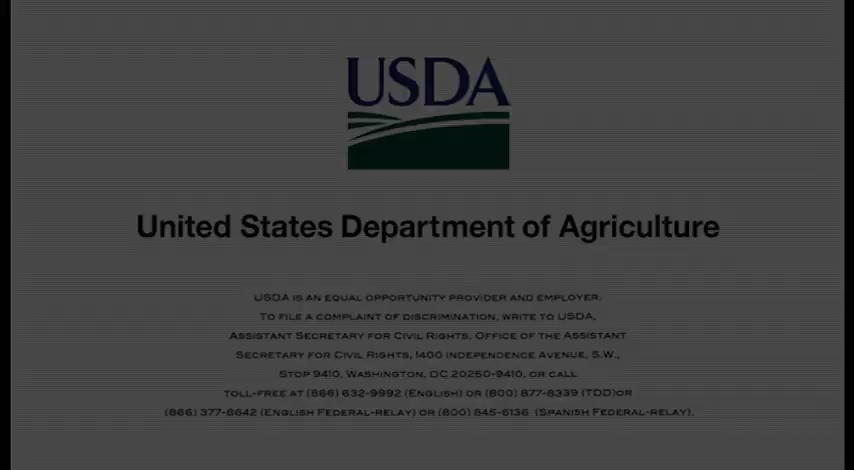 USDA
United States Department of Agriculture
USDA IS AN EQUAL OPPORTUNITY PROVIDER AND EMPLOYER.
TO FILE A COMPLAINT OF DISCRIMINATION, WRITE TO USDA,
ASSISTANT SECRETARY FOR CIVIL RIGHTS, OFFICE OF THE ASSISTANT
SECRETARY FOR CIVIL RIGHTS, 1400 INDEPENDENCE AVENUE, S.W.,
STOP 9410, WASHINGTON, DC 20250-9410, OR CALL
TOLL-FREE AT (866) 632-9992 (ENGLISH) OR (800) 877-8339 (TDD)OR
(866) 377-8642 (ENGLISH FEDERAL-RELAY) OR (800) 845-6136 (SPANISH FEDERAL-RELAY).